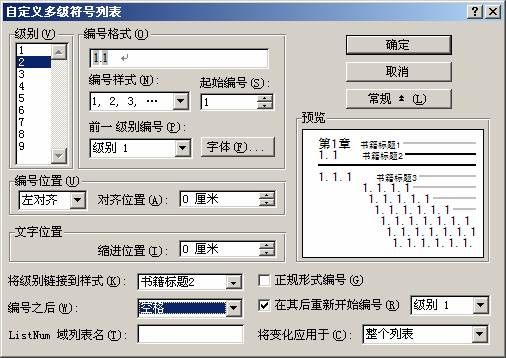 自定义多级符号列表
级别(V)
1
2
3
4
5
6
7
8
9
编号格式(O)
1.1
编号样式(N):
起始编号(S):
1, 2, 3, …
1
前一级别编号(P):
级别 1
字体(F)...
确定
取消
常规 (L)
预览
第1章 书籍标题1
1.1 书籍标题2
1.1.1 书籍标题3
1.1.1.1
1.1.1.1.1
1.1.1.1.1.1
1.1.1.1.1.1.1
1.1.1.1.1.1.1.1
1.1.1.1.1.1.1.1.1
编号位置(U)
左对齐 对齐位置(A): 0 厘米
文字位置
缩进位置(I): 0 厘米
将级别链接到样式(K): 书籍标题2
正规形式编号(G)
编号之后(W): 空格
在其后重新开始编号(R) 级别 1
ListNum 域列表名(T):
将变化应用于(C): 整个列表